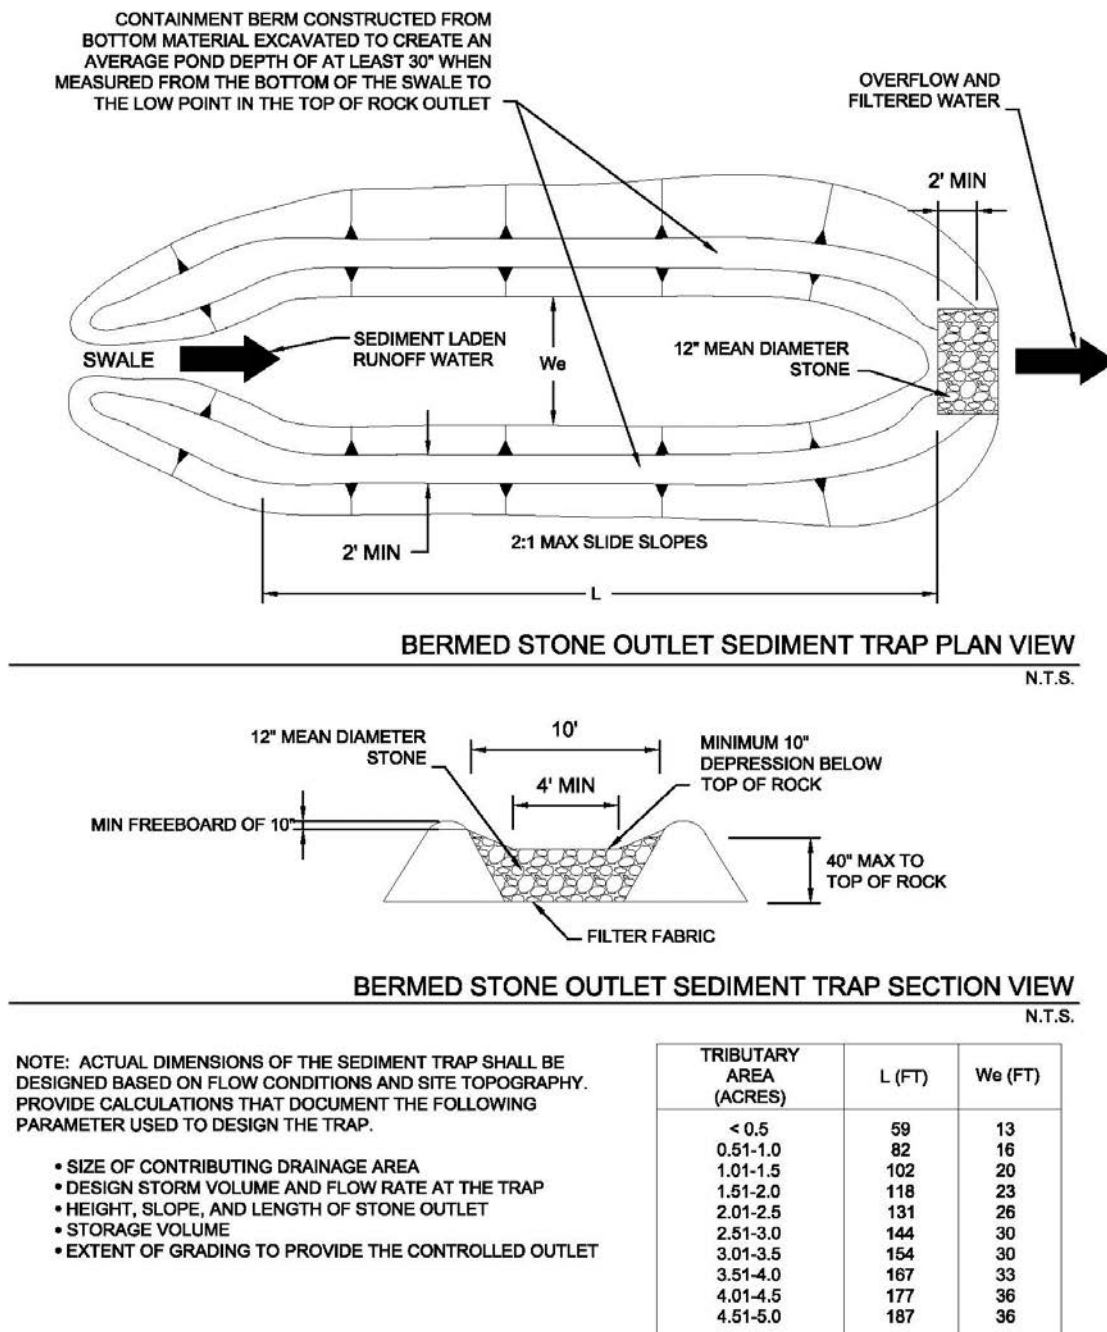 CONTAINMENT BERM CONSTRUCTED FROM
BOTTOM MATERIAL EXCAVATED TO CREATE AN
AVERAGE POND DEPTH OF AT LEAST 30" WHEN
MEASURED FROM THE BOTTOM OF THE SWALE TO
THE LOW POINT IN THE TOP OF ROCK OUTLET
OVERFLOW AND
FILTERED WATER
2' MIN
SWALE
SEDIMENT LADEN
RUNOFF WATER
We
12" MEAN DIAMETER
STONE
2' MIN
2:1 MAX SLIDE SLOPES
L
BERMED STONE OUTLET SEDIMENT TRAP PLAN VIEW
N.T.S.
12" MEAN DIAMETER
STONE
10'
4' MIN
MINIMUM 10"
DEPRESSION BELOW
TOP OF ROCK
MIN FREEBOARD OF 10"
40" MAX TO
TOP OF ROCK
FILTER FABRIC
BERMED STONE OUTLET SEDIMENT TRAP SECTION VIEW
N.T.S.
NOTE: ACTUAL DIMENSIONS OF THE SEDIMENT TRAP SHALL BE
DESIGNED BASED ON FLOW CONDITIONS AND SITE TOPOGRAPHY.
PROVIDE CALCULATIONS THAT DOCUMENT THE FOLLOWING
PARAMETER USED TO DESIGN THE TRAP.
• SIZE OF CONTRIBUTING DRAINAGE AREA
• DESIGN STORM VOLUME AND FLOW RATE AT THE TRAP
• HEIGHT, SLOPE, AND LENGTH OF STONE OUTLET
• STORAGE VOLUME
• EXTENT OF GRADING TO PROVIDE THE CONTROLLED OUTLET
TRIBUTARY
AREA
(ACRES)
L (FT)
We (FT)
< 0.5 59 13
0.51-1.0 82 16
1.01-1.5 102 20
1.51-2.0 118 23
2.01-2.5 131 26
2.51-3.0 144 30
3.01-3.5 154 30
3.51-4.0 167 33
4.01-4.5 177 36
4.51-5.0 187 36